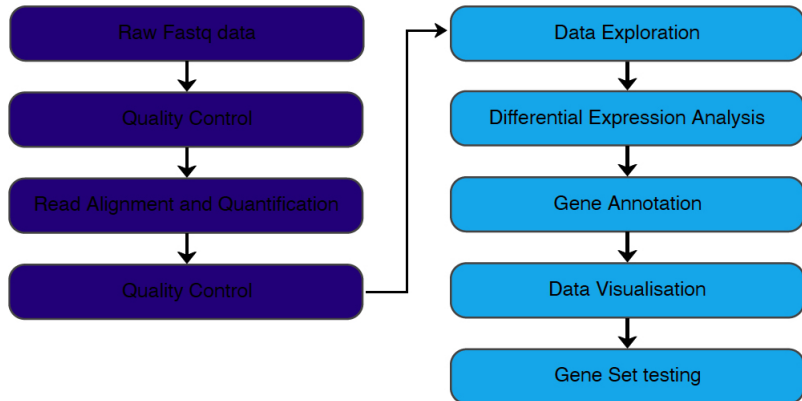 Raw Fastq data
Quality Control
Read Alignment and Quantification
Quality Control
Data Exploration
Differential Expression Analysis
Gene Annotation
Data Visualisation
Gene Set testing